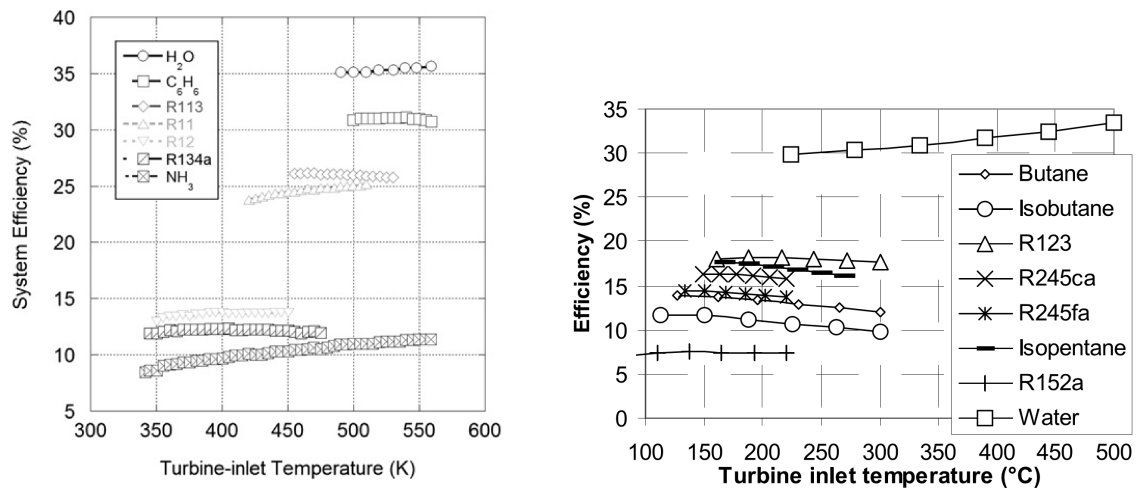 40
35
30
25
20
15
10
5
System Efficiency (%)
H₂O
C₆H₆
R113
R11
R12
R134a
NH₃
300 350 400 450 500 550 600
Turbine-inlet Temperature (K)
35
30
25
20
15
10
5
0
Efficiency (%)
Butane
Isobutane
R123
R245ca
R245fa
Isopentane
R152a
Water
100 150 200 250 300 350 400 450 500
Turbine inlet temperature (°C)